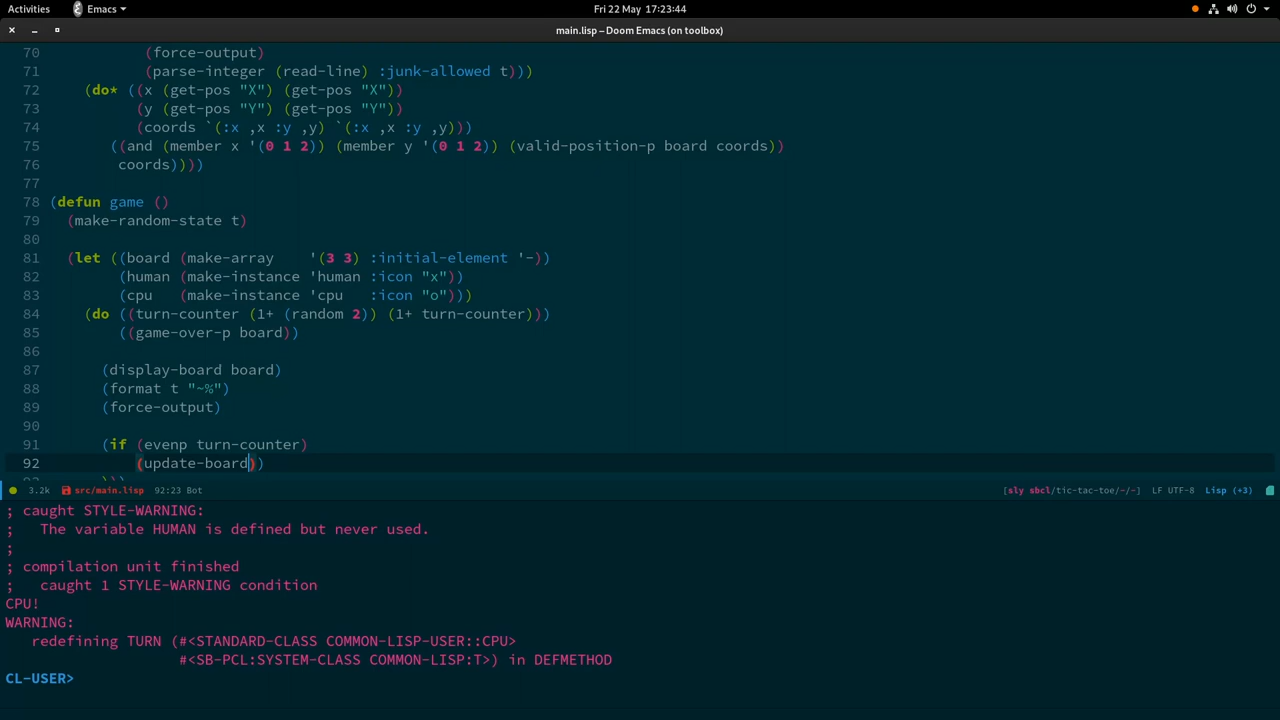 Activities Emacs Fri 22 May 17:23:44
main.lisp – Doom Emacs (on toolbox)
70 (force-output)
71 (parse-integer (read-line) :junk-allowed t)))
72 (do* ((x (get-pos "X") (get-pos "X"))
73 (y (get-pos "Y") (get-pos "Y"))
74 (coords `(:x ,x :y ,y) `(:x ,x :y ,y)))
75 ((and (member x '(0 1 2)) (member y '(0 1 2)) (valid-position-p board coords))
76 coords))))
77
78 (defun game ()
79 (make-random-state t)
80
81 (let ((board (make-array '(3 3) :initial-element '-))
82 (human (make-instance 'human :icon "x"))
83 (cpu (make-instance 'cpu :icon "o")))
84 (do ((turn-counter (1+ (random 2)) (1+ turn-counter)))
85 ((game-over-p board))
86
87 (display-board board)
88 (format t "~%")
89 (force-output)
90
91 (if (evenp turn-counter)
92 (update-board))
93 )))
3.2k src/main.lisp 92:23 Bot [sly sbcl/tic-tac-toe/-/-] LF UTF-8 Lisp (+3)
; caught STYLE-WARNING:
; The variable HUMAN is defined but never used.
;
; compilation unit finished
; caught 1 STYLE-WARNING condition
CPU!
WARNING:
redefining TURN (#<STANDARD-CLASS COMMON-LISP-USER::CPU>
#<SB-PCL:SYSTEM-CLASS COMMON-LISP:T>) in DEFMETHOD
CL-USER>